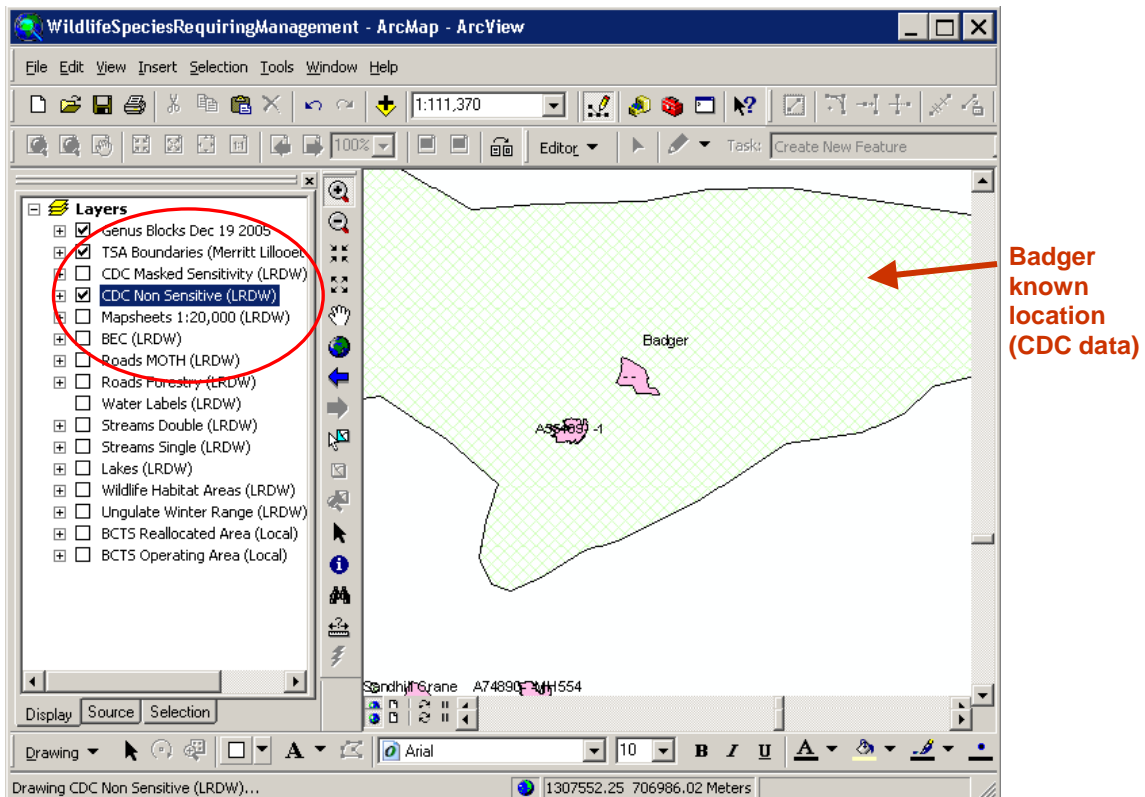 WildlifeSpeciesRequiringManagement - ArcMap - ArcView
File Edit View Insert Selection Tools Window Help
1:111,370
100%
Editor
Task: Create New Feature
Layers
Genus Blocks Dec 19 2005
TSA Boundaries (Merritt Lillooet
CDC Masked Sensitivity (LRDW)
CDC Non Sensitive (LRDW)
Mapsheets 1:20,000 (LRDW)
BEC (LRDW)
Roads MOTH (LRDW)
Roads Forestry (LRDW)
Water Labels (LRDW)
Streams Double (LRDW)
Streams Single (LRDW)
Lakes (LRDW)
Wildlife Habitat Areas (LRDW)
Ungulate Winter Range (LRDW)
BCTS Reallocated Area (Local)
BCTS Operating Area (Local)
Display Source Selection
Badger
-1
Sandhill Crane
Badger
known
location
(CDC data)
Drawing
A
Arial
10
B I U A
Drawing CDC Non Sensitive (LRDW)...
1307552.25 706986.02 Meters